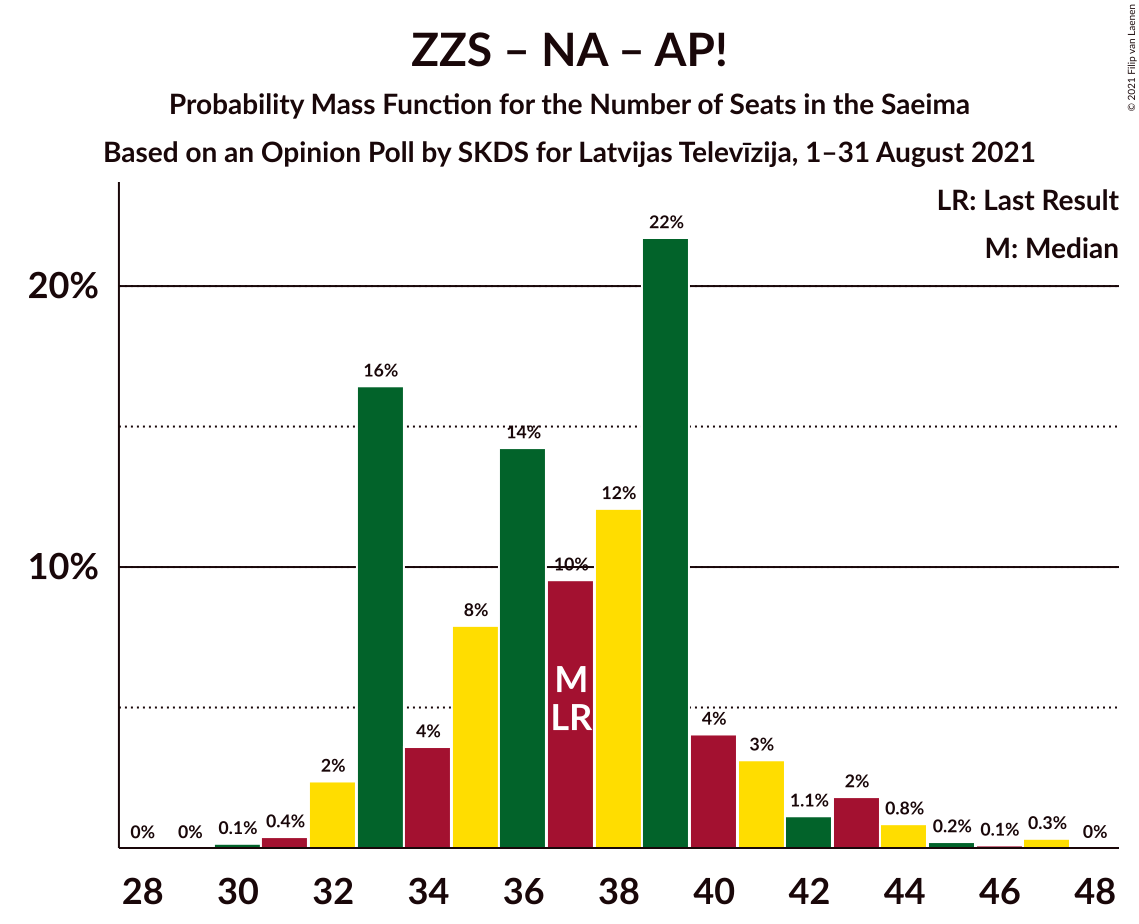 ZZS – NA – AP!
Probability Mass Function for the Number of Seats in the Saeima
Based on an Opinion Poll by SKDS for Latvijas Televīzija, 1–31 August 2021
© 2021 Filip van Laenen
LR: Last Result
M: Median
20%
10%
0%
0%
0.1%
0.4%
2%
16%
4%
8%
14%
10%
12%
22%
4%
3%
1.1%
2%
0.8%
0.2%
0.1%
0.3%
0%
M
LR
28 30 32 34 36 38 40 42 44 46 48